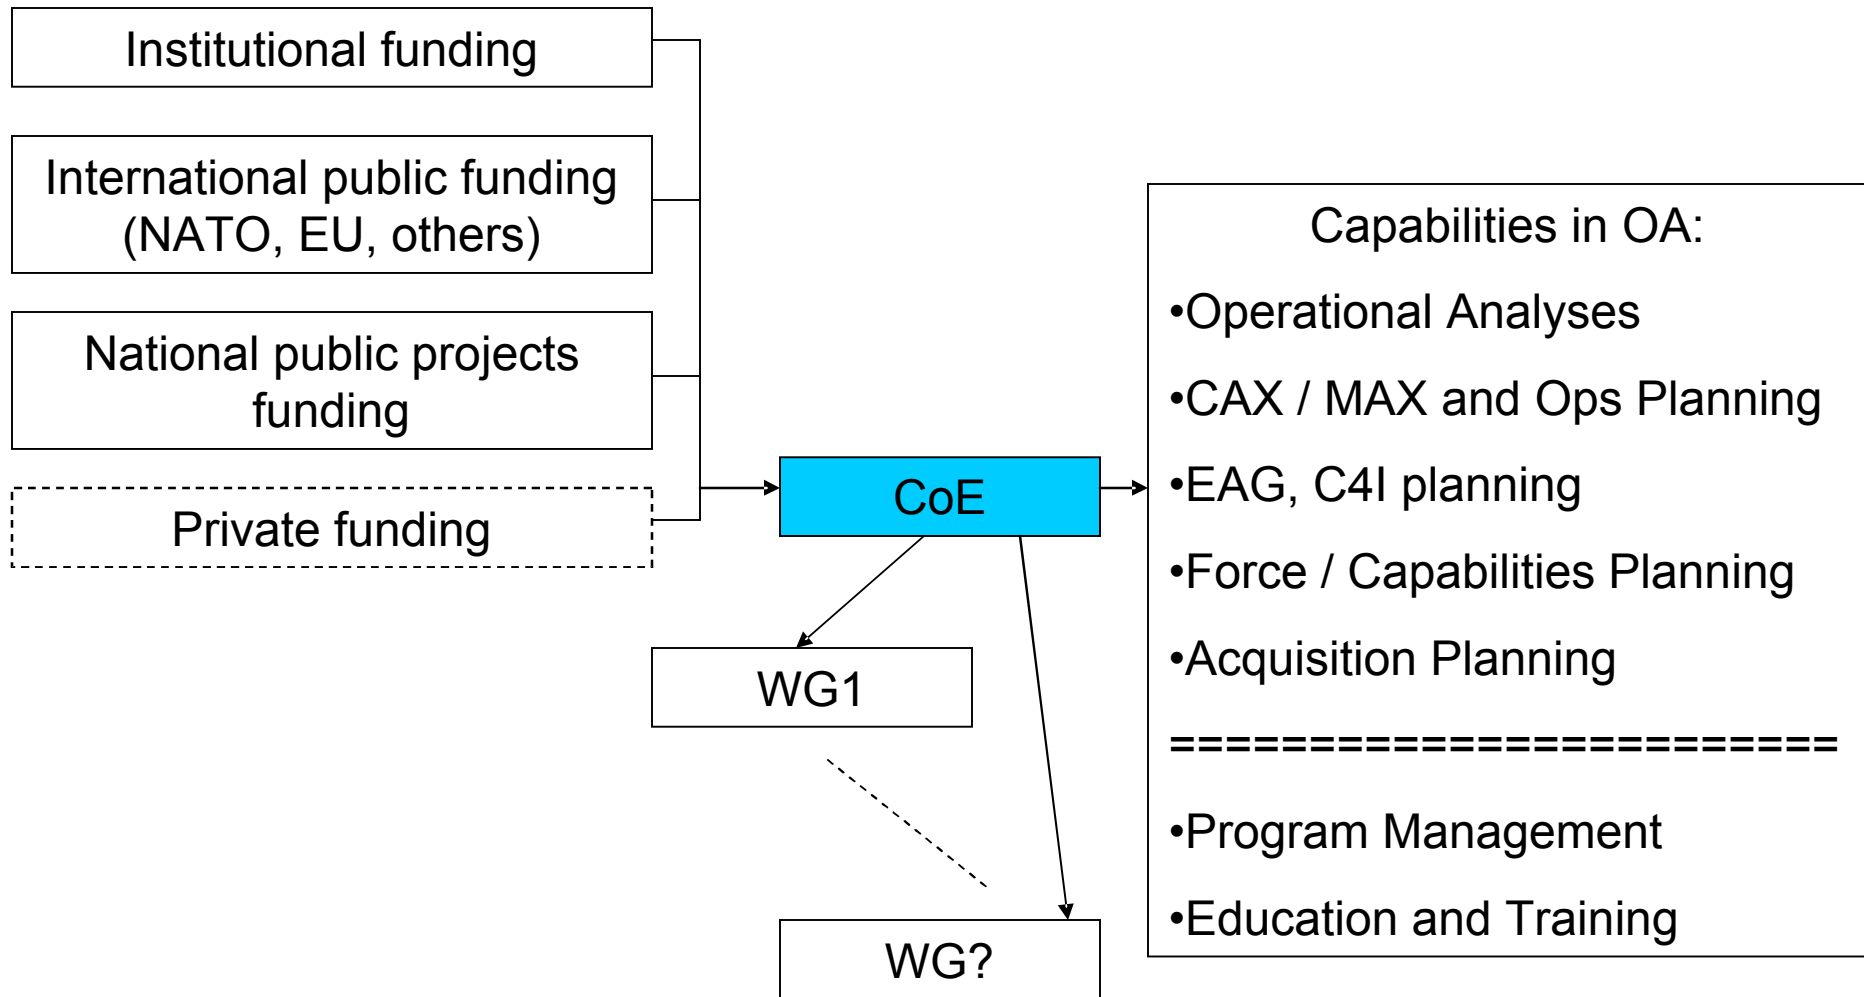 Institutional funding
International public funding
(NATO, EU, others)
National public projects
funding
Private funding
CoE
WG1
WG?
Capabilities in OA:
•Operational Analyses
•CAX / MAX and Ops Planning
•EAG, C4I planning
•Force / Capabilities Planning
•Acquisition Planning
========================
•Program Management
•Education and Training